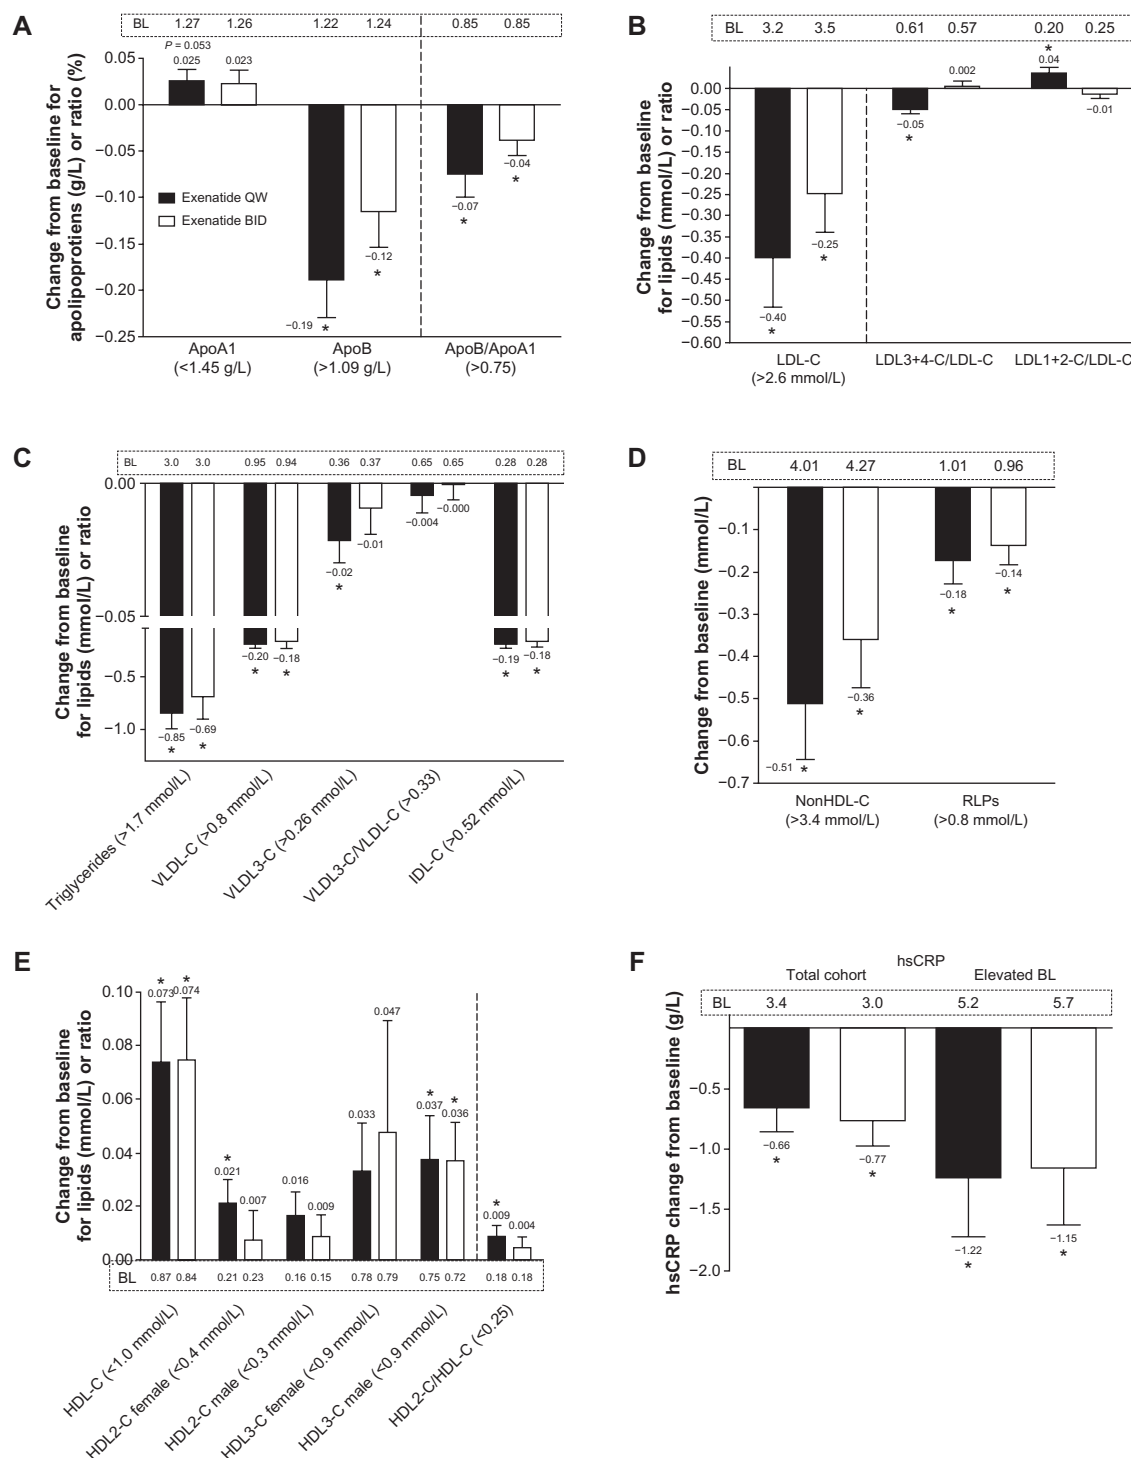 A
BL 1.27 1.26 1.22 1.24 0.85 0.85
P = 0.053
0.025 0.023
Change from baseline for
apolipoprotiens (g/L) or ratio (%)
0.05
0.00
−0.05
−0.10
−0.15
−0.20
−0.25
Exenatide QW
Exenatide BID
−0.19 *
−0.12
*
−0.07
*
−0.04
*
ApoA1
(<1.45 g/L)
ApoB
(>1.09 g/L)
ApoB/ApoA1
(>0.75)
B
BL 3.2 3.5 0.61 0.57 0.20 0.25
Change from baseline
for lipids (mmol/L) or ratio
0.00
−0.05
−0.10
−0.15
−0.20
−0.25
−0.30
−0.35
−0.40
−0.45
−0.50
−0.55
−0.60
−0.40
*
−0.25
*
−0.05
*
0.002
*
0.04
−0.01
LDL-C
(>2.6 mmol/L)
LDL3+4-C/LDL-C
LDL1+2-C/LDL-C
C
BL 3.0 3.0 0.95 0.94 0.36 0.37 0.65 0.65 0.28 0.28
Change from baseline
for lipids (mmol/L) or ratio
0.00
−0.05
−0.5
−1.0
−0.85
*
−0.69
*
−0.20
*
−0.18
*
−0.02
*
−0.01
−0.004
−0.000
−0.19
*
−0.18
*
Triglycerides (>1.7 mmol/L)
VLDL-C (>0.8 mmol/L)
VLDL3-C (>0.26 mmol/L)
VLDL3-C/VLDL-C (>0.33)
IDL-C (>0.52 mmol/L)
D
BL 4.01 4.27 1.01 0.96
Change from baseline (mmol/L)
−0.1
−0.2
−0.3
−0.4
−0.5
−0.6
−0.7
−0.51 *
−0.36
*
−0.18
*
−0.14
*
NonHDL-C
(>3.4 mmol/L)
RLPs
(>0.8 mmol/L)
E
Change from baseline
for lipids (mmol/L) or ratio
0.10
0.08
0.06
0.04
0.02
0.00
* *
0.073 0.074
*
0.021
0.007
0.016
0.009
0.033
0.047
* *
0.037 0.036
*
0.009 0.004
BL 0.87 0.84 0.21 0.23 0.16 0.15 0.78 0.79 0.75 0.72 0.18 0.18
HDL-C (<1.0 mmol/L)
HDL2-C female (<0.4 mmol/L)
HDL2-C male (<0.3 mmol/L)
HDL3-C female (<0.9 mmol/L)
HDL3-C male (<0.9 mmol/L)
HDL2-C/HDL-C (<0.25)
F
hsCRP
Total cohort Elevated BL
BL 3.4 3.0 5.2 5.7
hsCRP change from baseline (g/L)
−0.5
−1.0
−1.5
−2.0
−0.66
*
−0.77
*
−1.22
*
−1.15
*